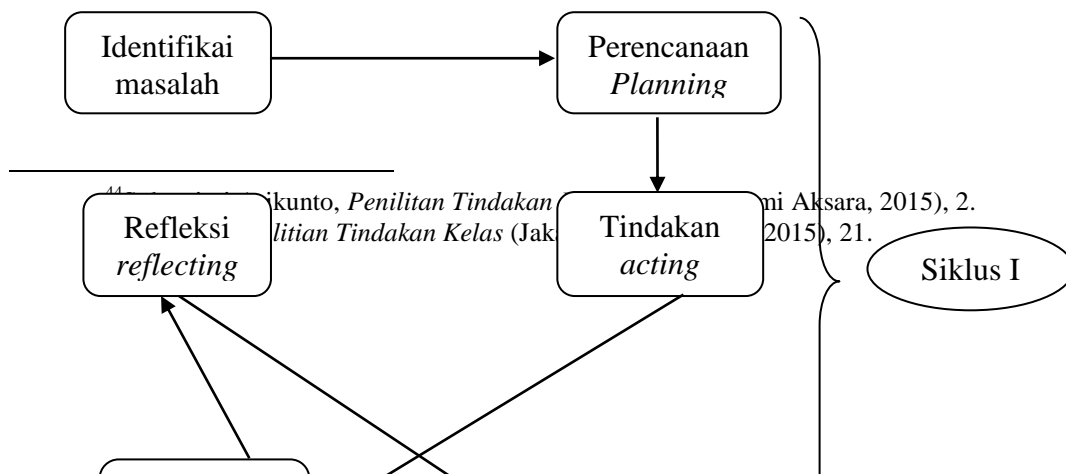 Identifikai
masalah
Perencanaan
Planning
ikunto, Penilitan Tindakan mi Aksara, 2015), 2.
litian Tindakan Kelas (Jak 2015), 21.
Refleksi
reflecting
Tindakan
acting
Siklus I